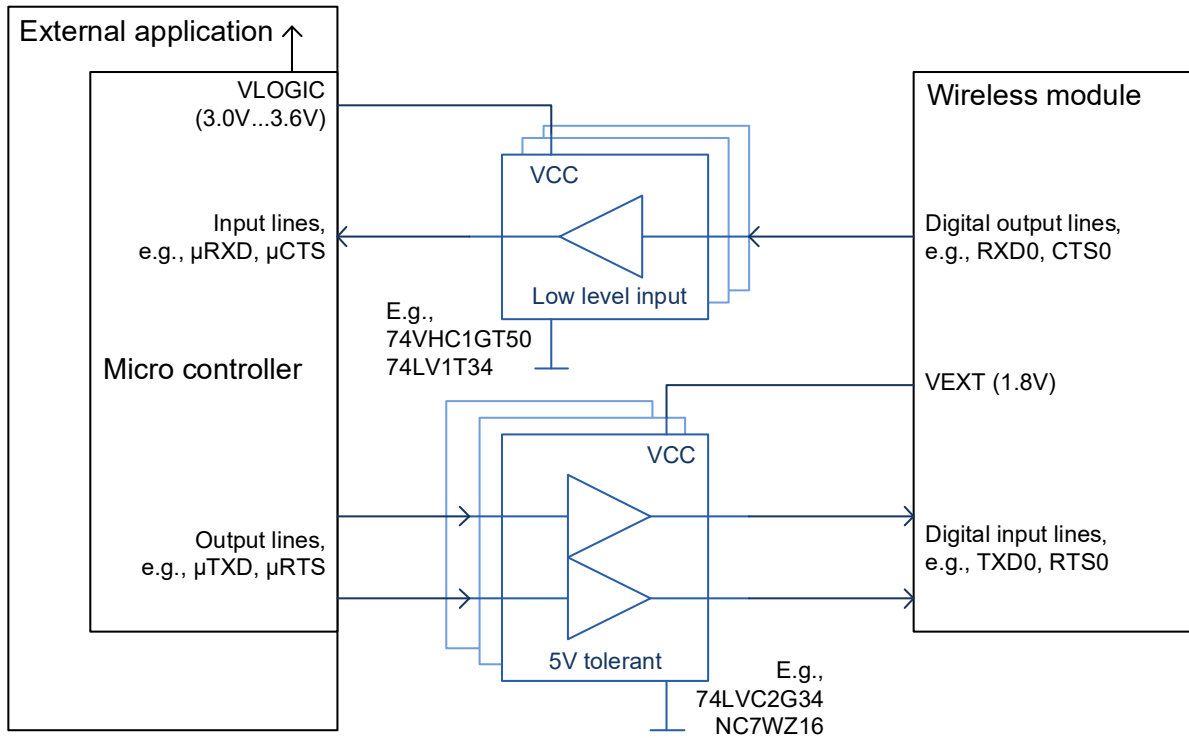 External application
VLOGIC
(3.0V...3.6V)
Wireless module
VCC
Input lines,
e.g., µRXD, µCTS
Digital output lines,
e.g., RXD0, CTS0
Low level input
E.g.,
74VHC1GT50
74LV1T34
Micro controller
VEXT (1.8V)
VCC
Output lines,
e.g., µTXD, µRTS
Digital input lines,
e.g., TXD0, RTS0
5V tolerant
E.g.,
74LVC2G34
NC7WZ16